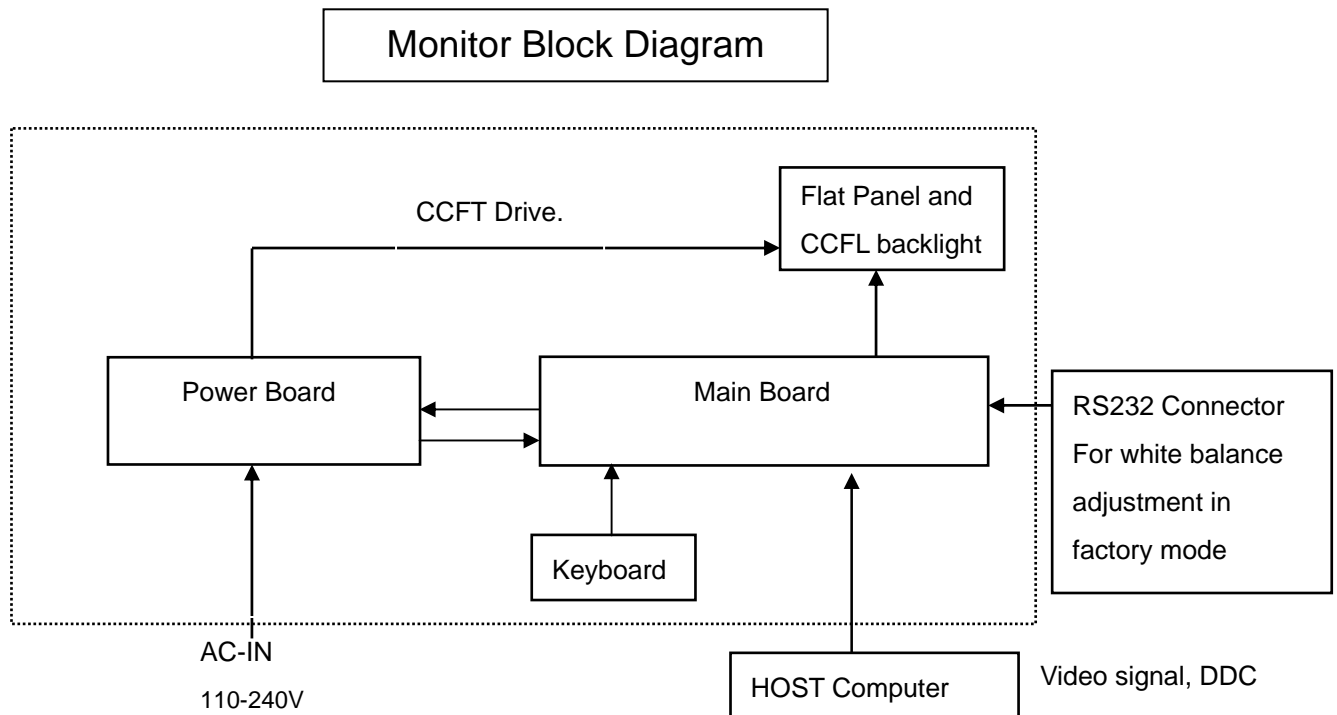 Monitor Block Diagram
CCFT Drive.
Flat Panel and
CCFL backlight
Power Board
Main Board
RS232 Connector
For white balance
adjustment in
factory mode
Keyboard
AC-IN
110-240V
HOST Computer
Video signal, DDC